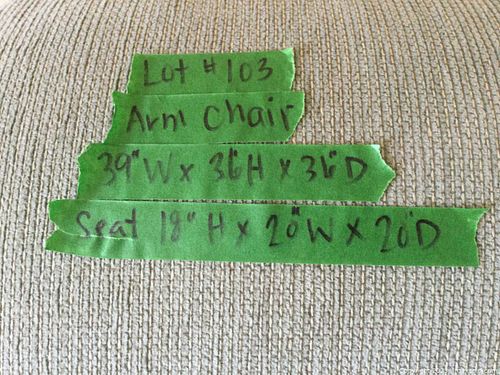 Lot #103
Arm Chair
39"W x 36"H x 36"D
Seat 18" H x 20"W x 20"D